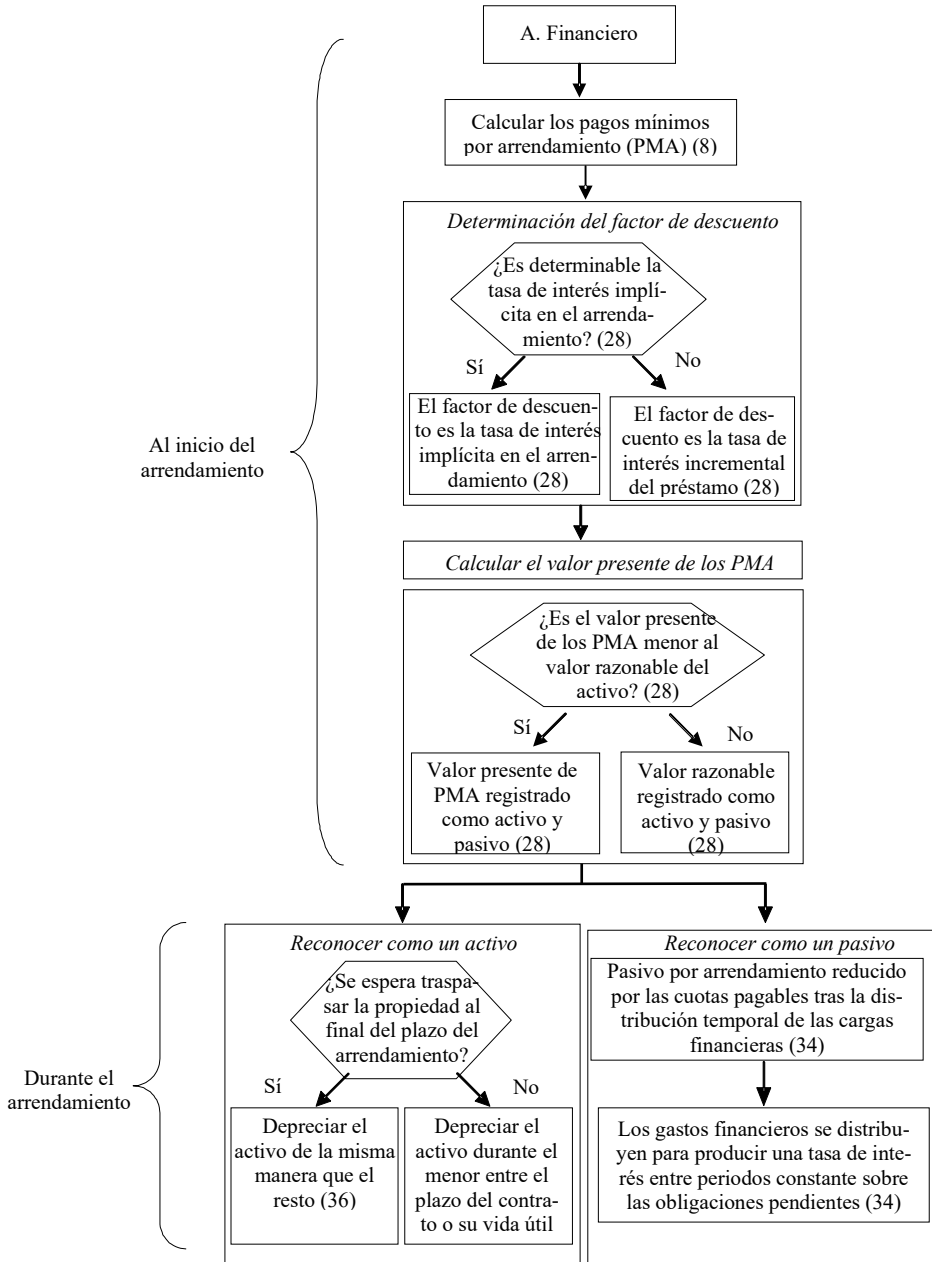 A. Financiero
Calcular los pagos mínimos
por arrendamiento (PMA) (8)
Determinación del factor de descuento
¿Es determinable la
tasa de interés implí-
cita en el arrenda-
miento? (28)
Sí
No
El factor de descuen-
to es la tasa de interés
implícita en el arren-
damiento (28)
El factor de des-
cuento es la tasa de
interés incremental
del préstamo (28)
Al inicio del
arrendamiento
Calcular el valor presente de los PMA
¿Es el valor presente
de los PMA menor al
valor razonable del
activo? (28)
Sí
No
Valor presente de
PMA registrado
como activo y
pasivo (28)
Valor razonable
registrado como
activo y pasivo
(28)
Reconocer como un activo
¿Se espera traspa-
sar la propiedad al
final del plazo del
arrendamiento?
Sí
No
Depreciar el
activo de la misma
manera que el
resto (36)
Depreciar el
activo durante el
menor entre el
plazo del contra-
to o su vida útil
Reconocer como un pasivo
Pasivo por arrendamiento reducido
por las cuotas pagables tras la dis-
tribución temporal de las cargas
financieras (34)
Los gastos financieros se distribu-
yen para producir una tasa de inte-
rés entre periodos constante sobre
las obligaciones pendientes (34)
Durante el
arrendamiento